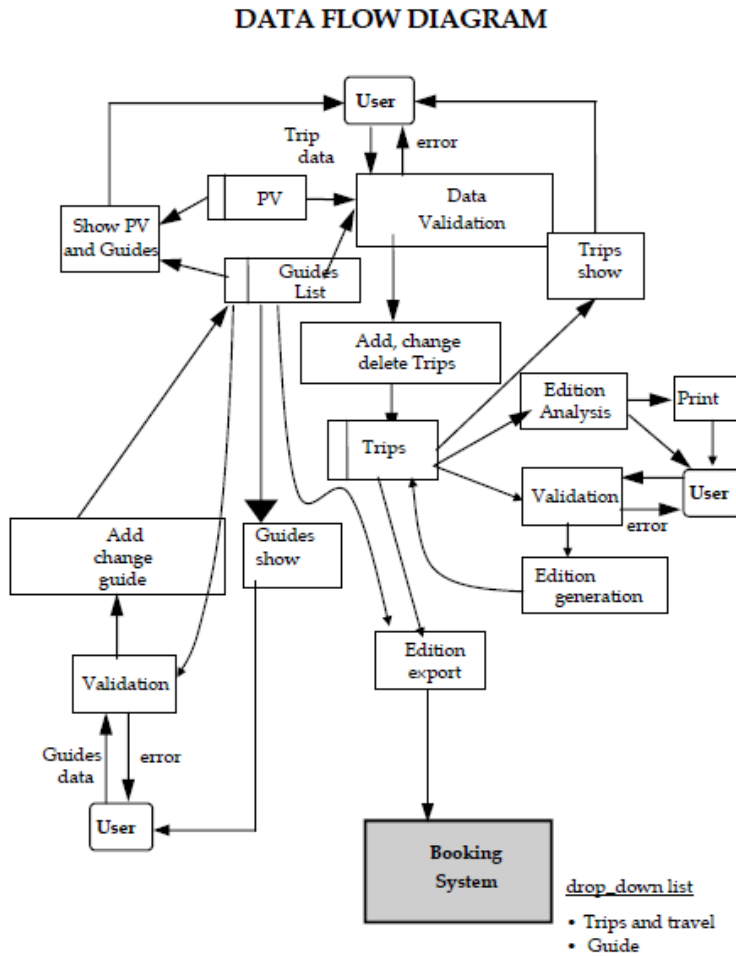 DATA FLOW DIAGRAM
User
Trip
data
error
PV
Data
Validation
Show PV
and Guides
Guides
List
Trips
show
Add, change
delete Trips
Edition
Analysis
Print
Trips
Validation
User
error
Add
change
guide
Guides
show
Edition
generation
Edition
export
Validation
Guides
data
error
User
Booking
System
drop_down list
• Trips and travel
• Guide